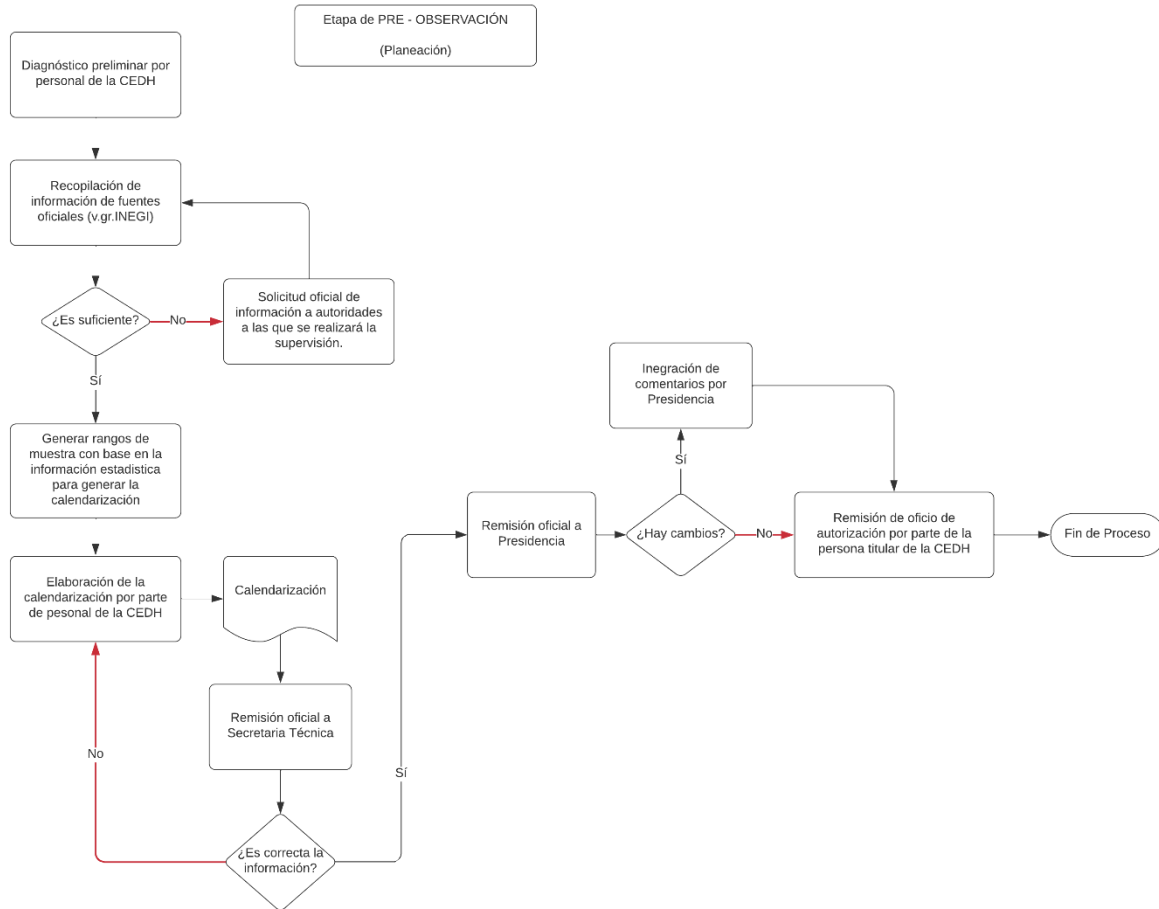 Etapa de PRE - OBSERVACIÓN
(Planeación)
Diagnóstico preliminar por
personal de la CEDH
Recopilación de
información de fuentes
oficiales (v.gr.INEGI)
¿Es suficiente?
No
Solicitud oficial de
información a autoridades
a las que se realizará la
supervisión.
Sí
Generar rangos de
muestra con base en la
información estadistica
para generar la
calendarización
Elaboración de la
calendarización por parte
de pesonal de la CEDH
Calendarización
Remisión oficial a
Secretaria Técnica
No
¿Es correcta la
información?
Sí
Remisión oficial a
Presidencia
¿Hay cambios?
Sí
Inegración de
comentarios por
Presidencia
No
Remisión de oficio de
autorización por parte de la
persona titular de la CEDH
Fin de Proceso